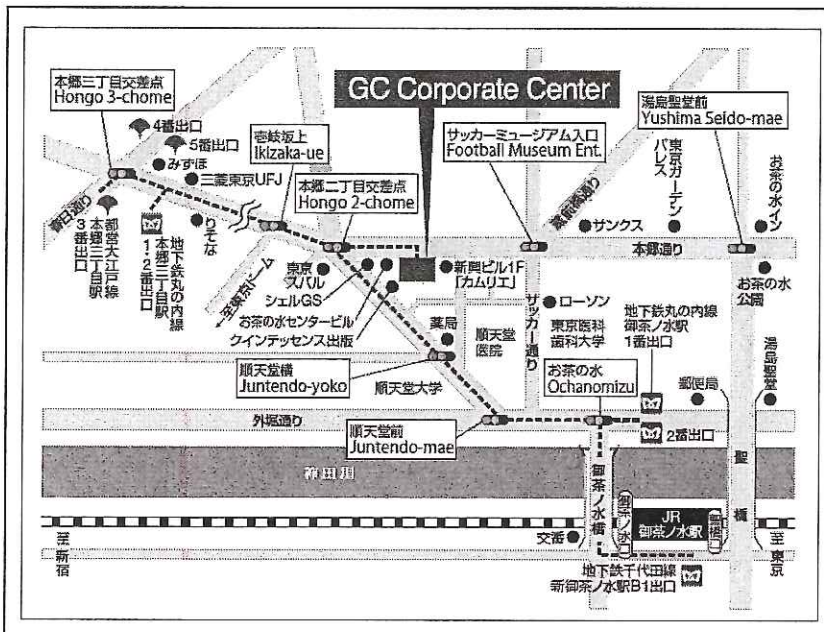 本郷三丁目交差点
Hongo 3-chome
GC Corporate Center
湯島聖堂前
Yushima Seido-mae
4番出口
5番出口
みずほ
三菱東京UFJ
壱岐坂上
Ikizaka-ue
サッカーミュージアム入口
Football Museum Ent.
本郷二丁目交差点
Hongo 2-chome
蔵前橋通り
東京ガーデンパレス
お茶の水イン
サンクス
春日通り
都営大江戸線
本郷三丁目駅
3番出口
地下鉄丸の内線
本郷三丁目駅
1・2番出口
りそな
←至東京ドーム
本郷通り
東京
スバル
シェルGS
お茶の水センタービル
クインテッセンス出版
新興ビル1F
「カムリエ」
お茶の水
公園
ローソン
サッカー通り
薬局
順天堂
医院
東京医科
歯科大学
地下鉄丸の内線
御茶ノ水駅
1番出口
順天堂横
Juntendo-yoko
順天堂大学
お茶の水
Ochanomizu
郵便局
湯島聖堂
外堀通り
順天堂前
Juntendo-mae
2番出口
神田川
御茶ノ水橋
聖橋
御茶ノ水口
JR
御茶ノ水駅
聖橋口
交番
至新宿
至東京
地下鉄千代田線
新御茶ノ水駅B1出口